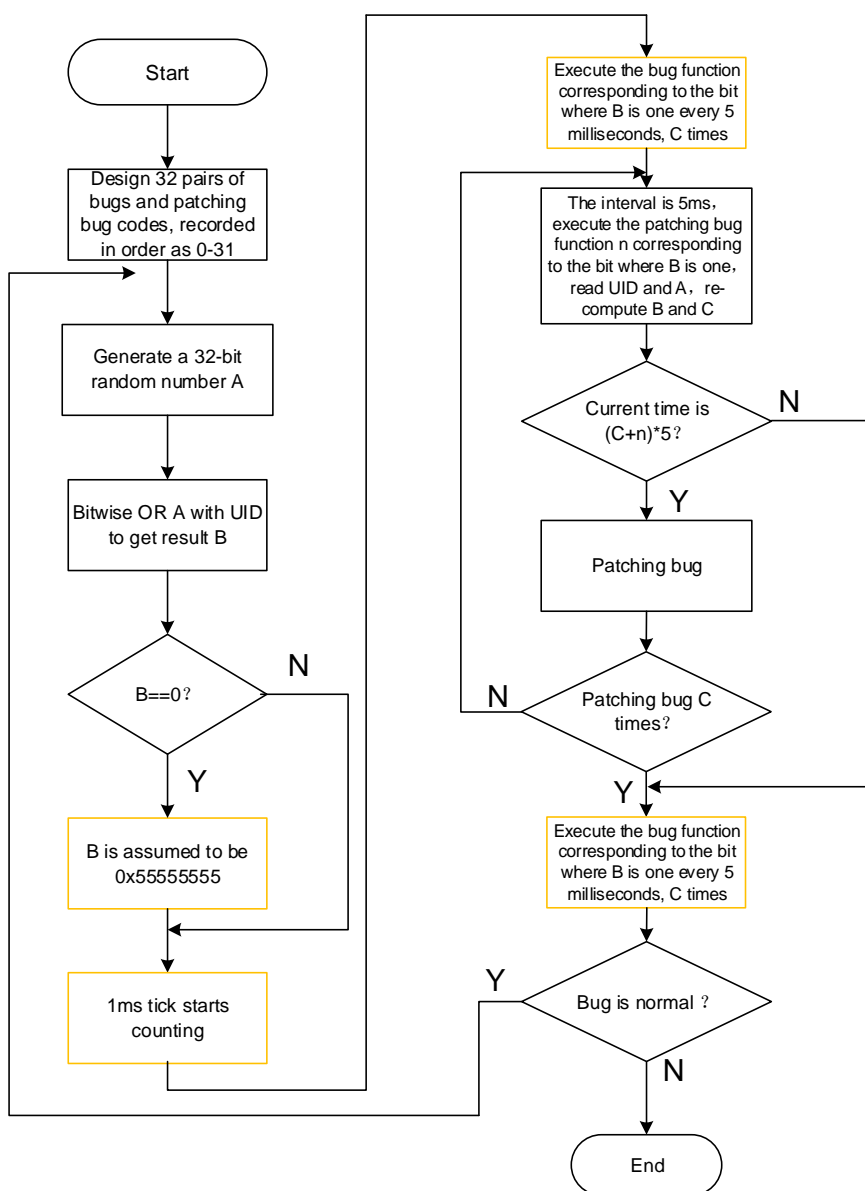 Start
Design 32 pairs of
bugs and patching
bug codes, recorded
in order as 0-31
Generate a 32-bit
random number A
Bitwise OR A with UID
to get result B
B==0？
N
Y
B is assumed to be
0x55555555
1ms tick starts
counting
Execute the bug function
corresponding to the bit
where B is one every 5
milliseconds, C times
The interval is 5ms，
execute the patching bug
function n corresponding
to the bit where B is one，
read UID and A，re-
compute B and C
Current time is
(C+n)*5？
N
Y
Patching bug
Patching bug C
times？
N
Y
Execute the bug function
corresponding to the bit
where B is one every 5
milliseconds, C times
Bug is normal？
Y
N
End